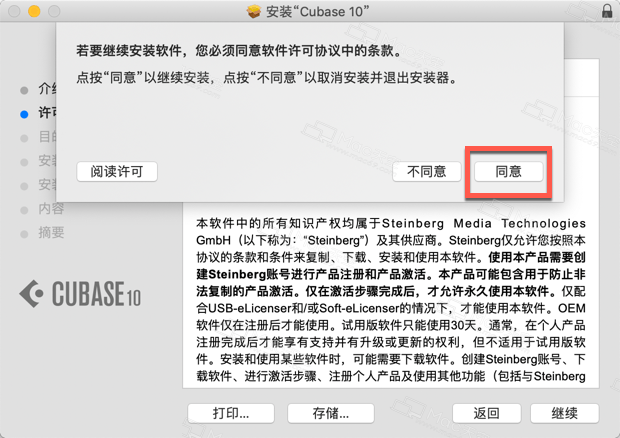 安装“Cubase 10”
若要继续安装软件，您必须同意软件许可协议中的条款。
点按“同意”以继续安装，点按“不同意”以取消安装并退出安装器。
阅读许可
不同意
同意
介
许可
目的
安装
安装
内容
摘要
CUBASE 10
本软件中的所有知识产权均属于Steinberg Media Technologies
GmbH（以下称为：“Steinberg”）及其供应商。Steinberg仅允许您按照本
协议的条款和条件来复制、下载、安装和使用本软件。使用本产品需要创
建Steinberg账号进行产品注册和产品激活。本产品可能包含用于防止非
法复制的产品激活。仅在激活步骤完成后，才允许永久使用本软件。仅配
合USB-eLicenser和/或Soft-eLicenser的情况下，才能使用本软件。OEM
软件仅在注册后才能使用。试用版软件只能使用30天。通常，在个人产品
注册完成后才能享有支持并有升级或更新的权利，但不适用于试用版软
件。安装和使用某些软件时，可能需要下载软件。创建Steinberg账号、下
载软件、进行激活步骤、注册个人产品及使用其他功能（包括与Steinberg
打印...
存储...
返回
继续